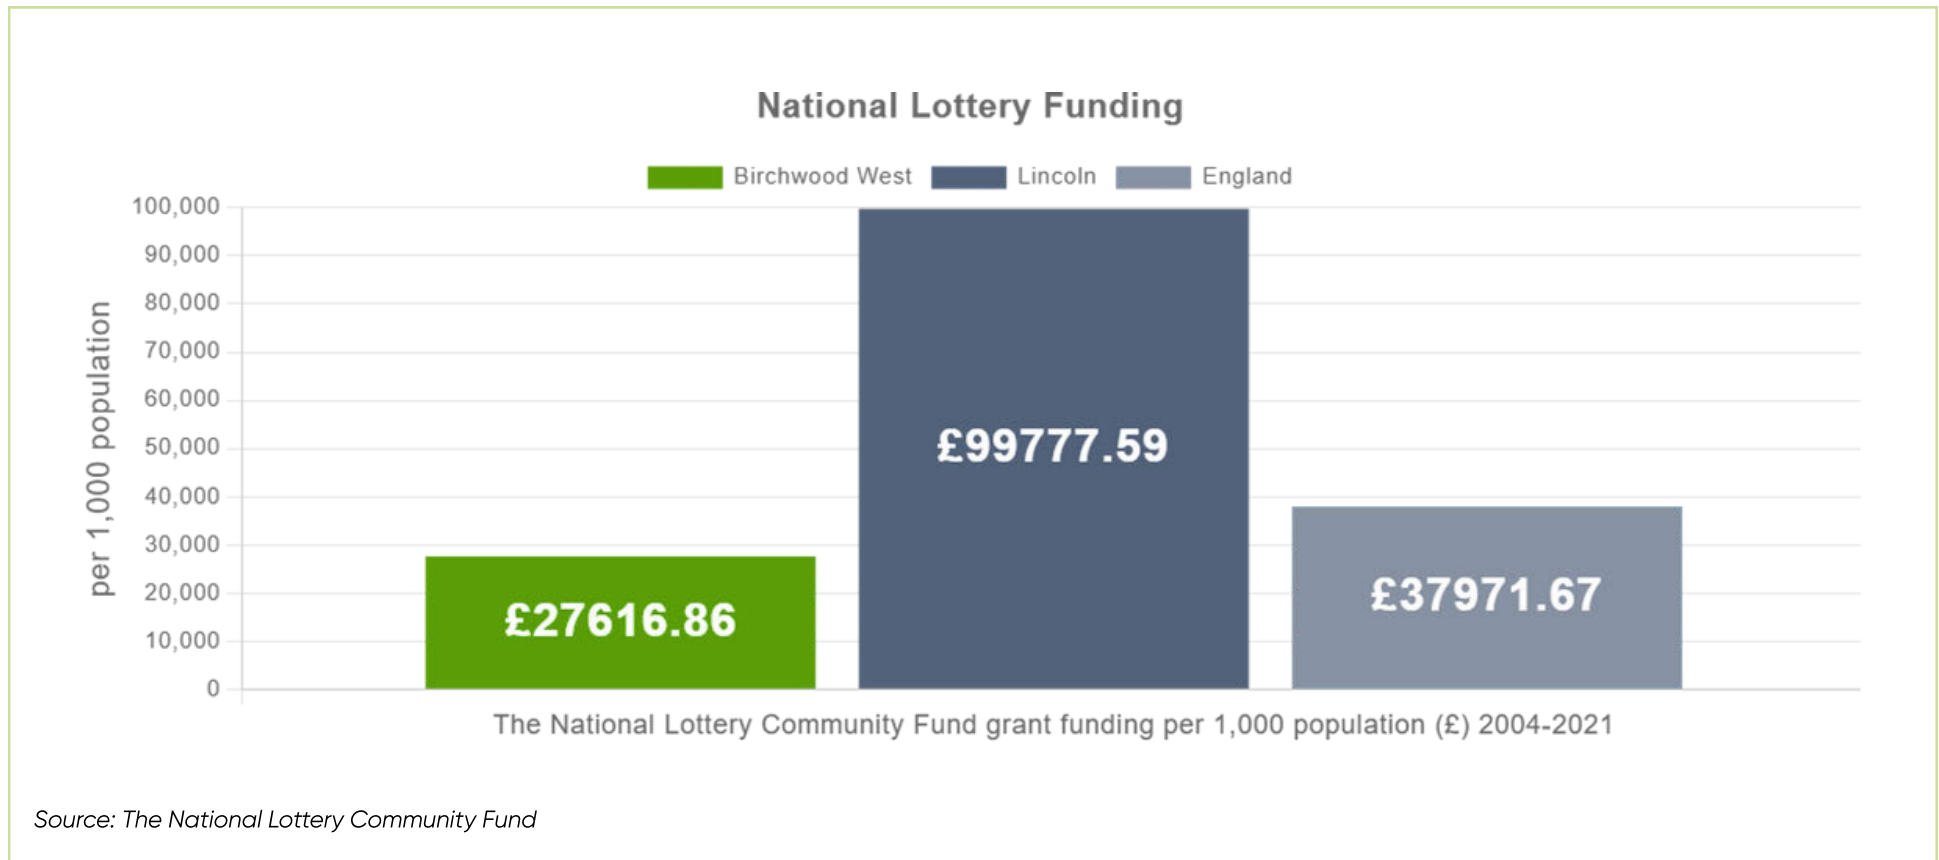 National Lottery Funding
Birchwood West Lincoln England
100,000
90,000
80,000
70,000
60,000
50,000
40,000
30,000
20,000
10,000
0
per 1,000 population
£27616.86
£99777.59
£37971.67
The National Lottery Community Fund grant funding per 1,000 population (£) 2004-2021
Source: The National Lottery Community Fund